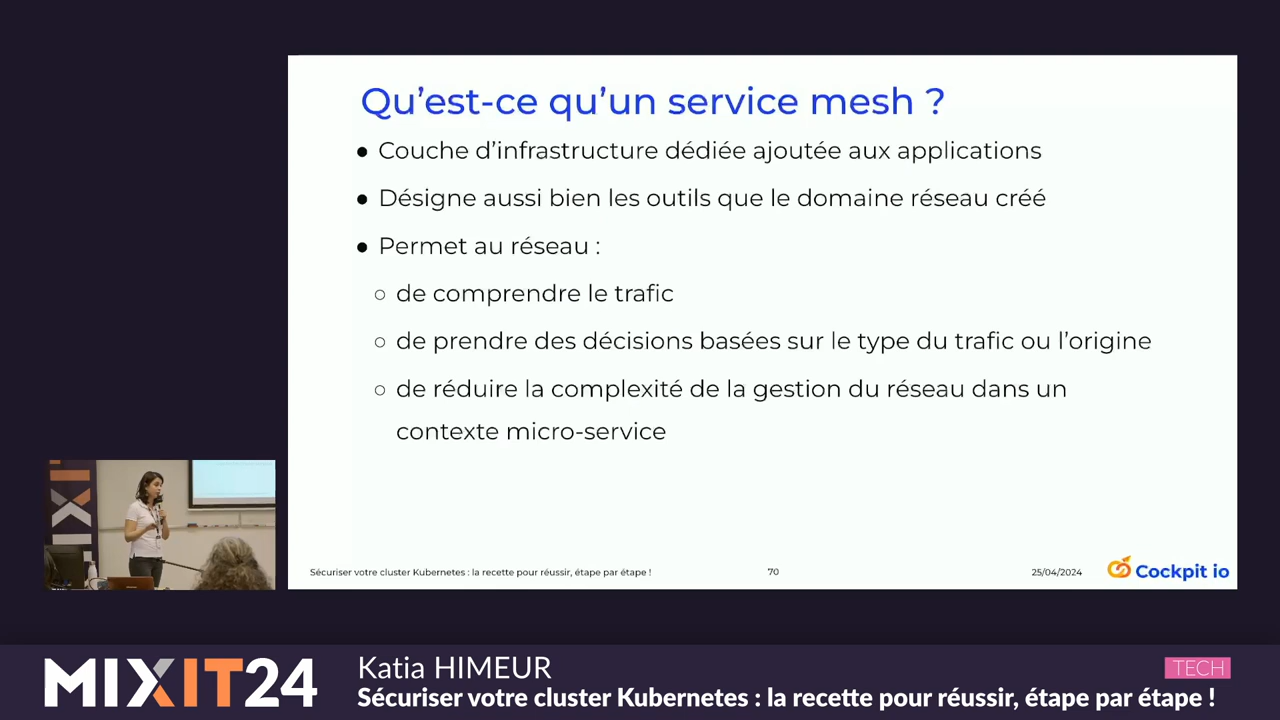 Qu'est-ce qu'un service mesh ?
● Couche d'infrastructure dédiée ajoutée aux applications
● Désigne aussi bien les outils que le domaine réseau créé
● Permet au réseau :
○ de comprendre le trafic
○ de prendre des décisions basées sur le type du trafic ou l'origine
○ de réduire la complexité de la gestion du réseau dans un
contexte micro-service
Sécuriser votre cluster Kubernetes : la recette pour réussir, étape par étape !
70
25/04/2024
Cockpit io
MIXIT24
Katia HIMEUR
TECH
Sécuriser votre cluster Kubernetes : la recette pour réussir, étape par étape !